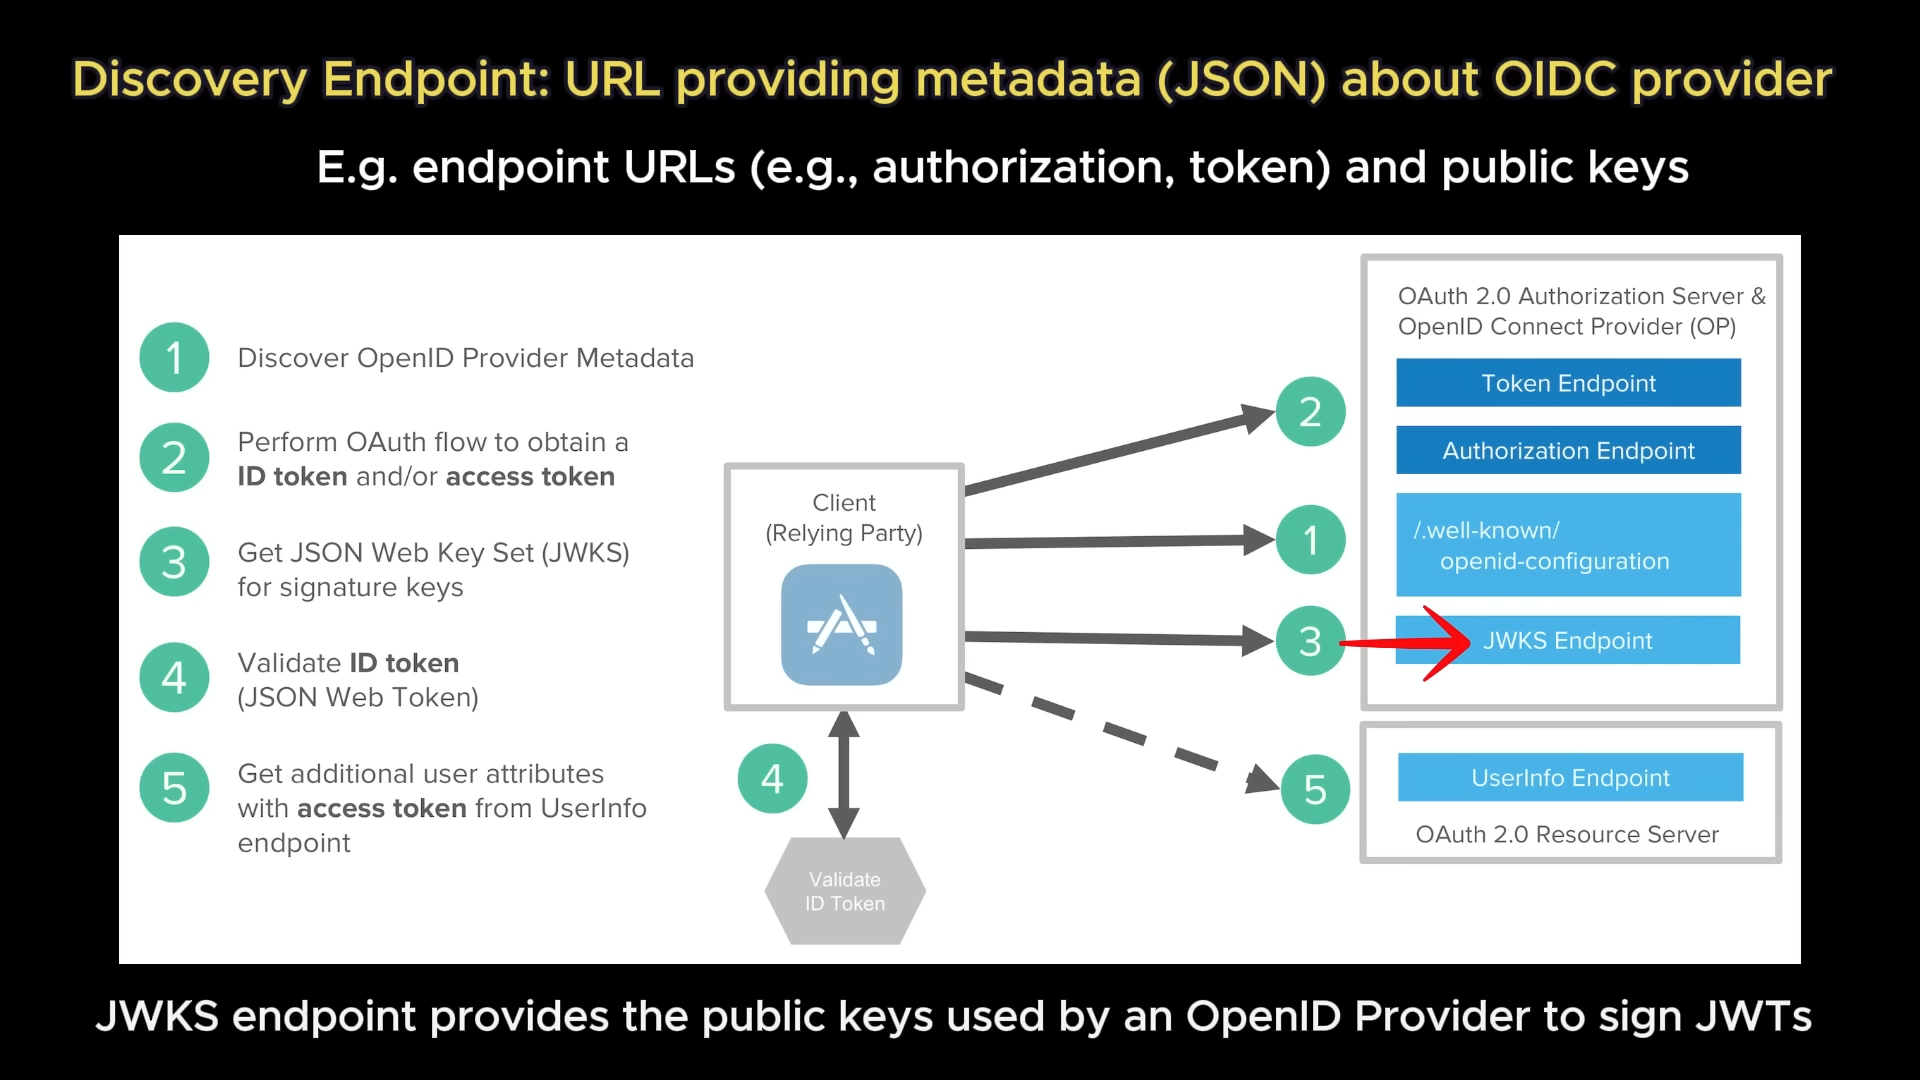 Discovery Endpoint: URL providing metadata (JSON) about OIDC provider
E.g. endpoint URLs (e.g., authorization, token) and public keys
1
Discover OpenID Provider Metadata
2
Perform OAuth flow to obtain a
ID token and/or access token
3
Get JSON Web Key Set (JWKS)
for signature keys
4
Validate ID token
(JSON Web Token)
5
Get additional user attributes
with access token from UserInfo
endpoint
Client
(Relying Party)
4
Validate
ID Token
2
1
3
5
OAuth 2.0 Authorization Server &
OpenID Connect Provider (OP)
Token Endpoint
Authorization Endpoint
/.well-known/
openid-configuration
JWKS Endpoint
UserInfo Endpoint
OAuth 2.0 Resource Server
JWKS endpoint provides the public keys used by an OpenID Provider to sign JWTs